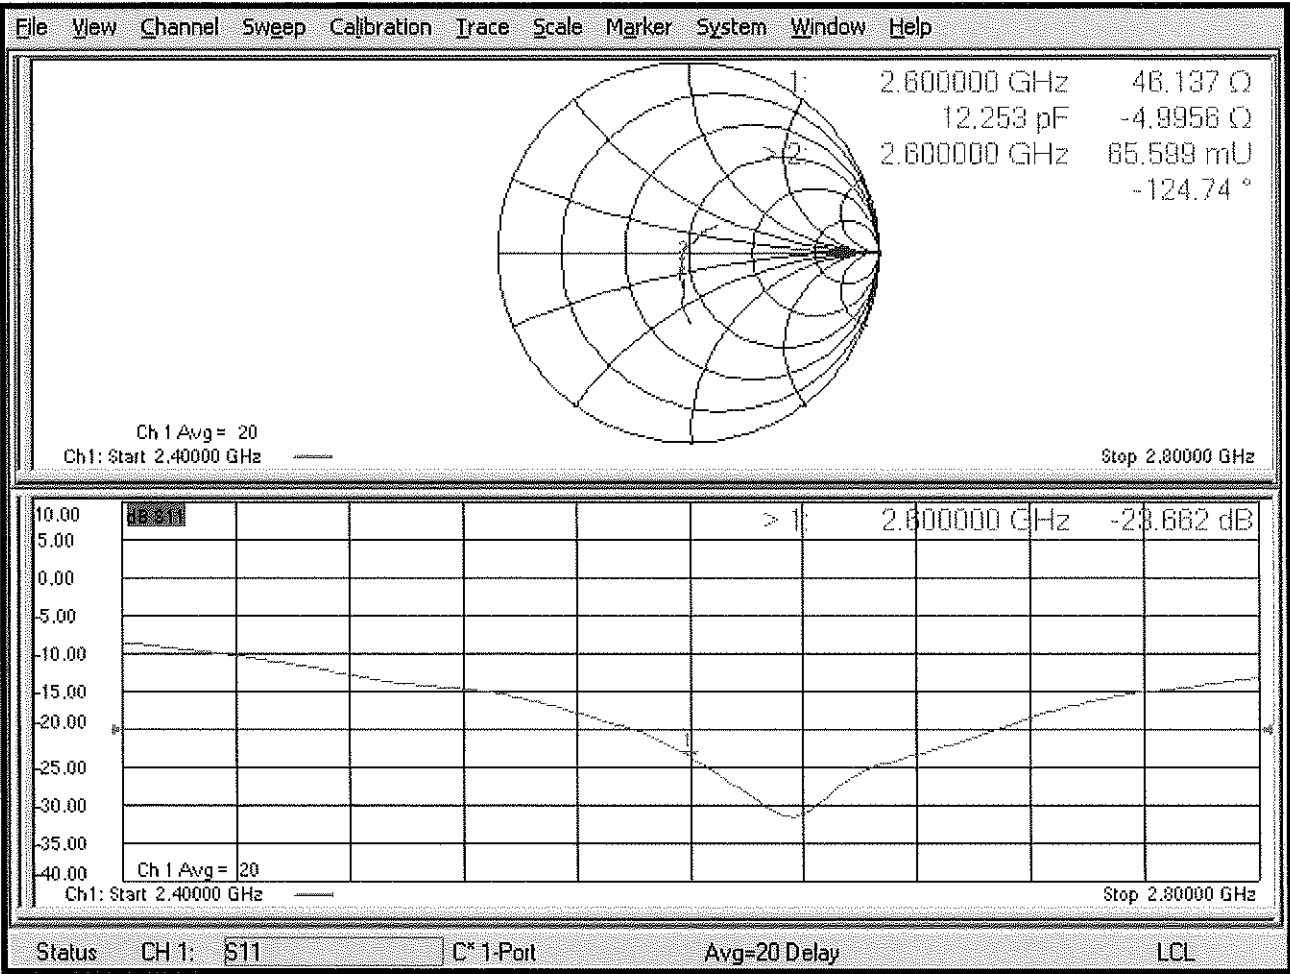 File View Channel Sweep Calibration Trace Scale Marker System Window Help
1: 2.600000 GHz 46.137 Ω
12.253 pF -4.9956 Ω
> 2: 2.600000 GHz 65.599 mU
-124.74 °
Ch 1 Avg = 20
Ch1: Start 2.40000 GHz Stop 2.80000 GHz
10.00 dB S11 > 1: 2.600000 GHz -23.662 dB
5.00
0.00
-5.00
-10.00
-15.00
-20.00
1
-25.00
-30.00
-35.00
-40.00 Ch 1 Avg = 20
Ch1: Start 2.40000 GHz Stop 2.80000 GHz
Status CH 1: S11 C* 1-Port Avg=20 Delay LCL